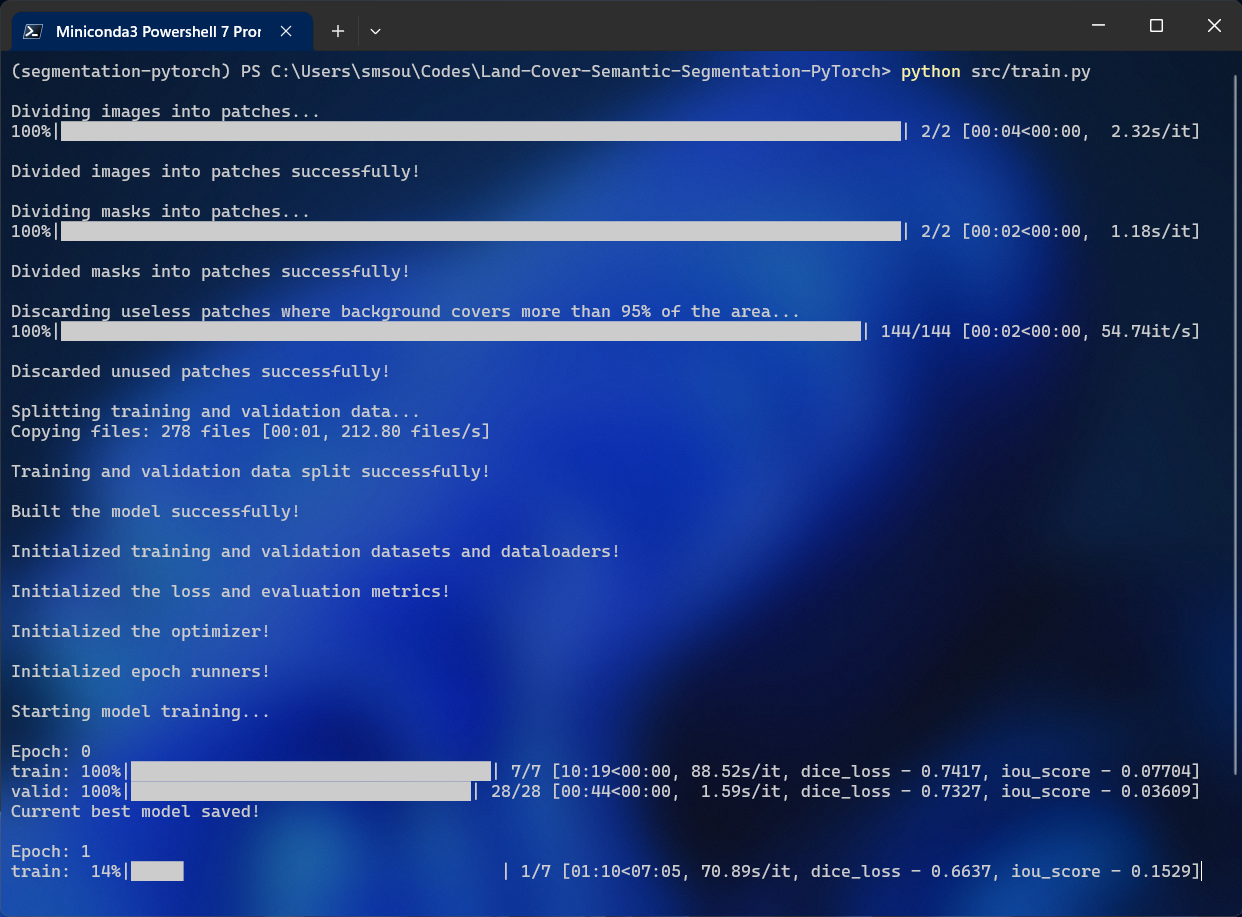 Miniconda3 Powershell 7 Pror
(segmentation-pytorch) PS C:\Users\smsou\Codes\Land-Cover-Semantic-Segmentation-PyTorch> python src/train.py
Dividing images into patches...
100%| | 2/2 [00:04<00:00,  2.32s/it]
Divided images into patches successfully!
Dividing masks into patches...
100%| | 2/2 [00:02<00:00,  1.18s/it]
Divided masks into patches successfully!
Discarding useless patches where background covers more than 95% of the area...
100%| | 144/144 [00:02<00:00, 54.74it/s]
Discarded unused patches successfully!
Splitting training and validation data...
Copying files: 278 files [00:01, 212.80 files/s]
Training and validation data split successfully!
Built the model successfully!
Initialized training and validation datasets and dataloaders!
Initialized the loss and evaluation metrics!
Initialized the optimizer!
Initialized epoch runners!
Starting model training...
Epoch: 0
train: 100%| | 7/7 [10:19<00:00, 88.52s/it, dice_loss - 0.7417, iou_score - 0.07704]
valid: 100%| | 28/28 [00:44<00:00,  1.59s/it, dice_loss - 0.7327, iou_score - 0.03609]
Current best model saved!
Epoch: 1
train:  14%| | 1/7 [01:10<07:05, 70.89s/it, dice_loss - 0.6637, iou_score - 0.1529]